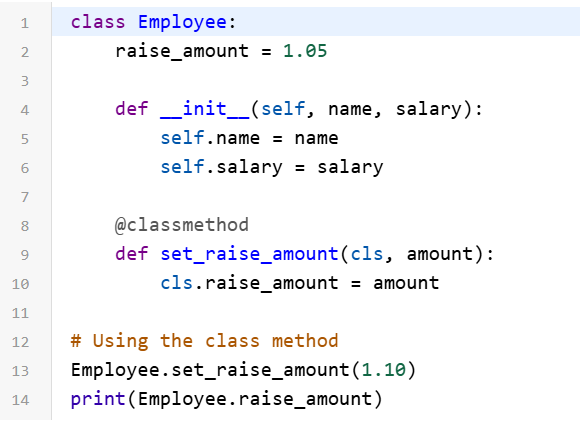 1 class Employee:
2     raise_amount = 1.05
3
4     def __init__(self, name, salary):
5         self.name = name
6         self.salary = salary
7
8     @classmethod
9     def set_raise_amount(cls, amount):
10         cls.raise_amount = amount
11
12 # Using the class method
13 Employee.set_raise_amount(1.10)
14 print(Employee.raise_amount)